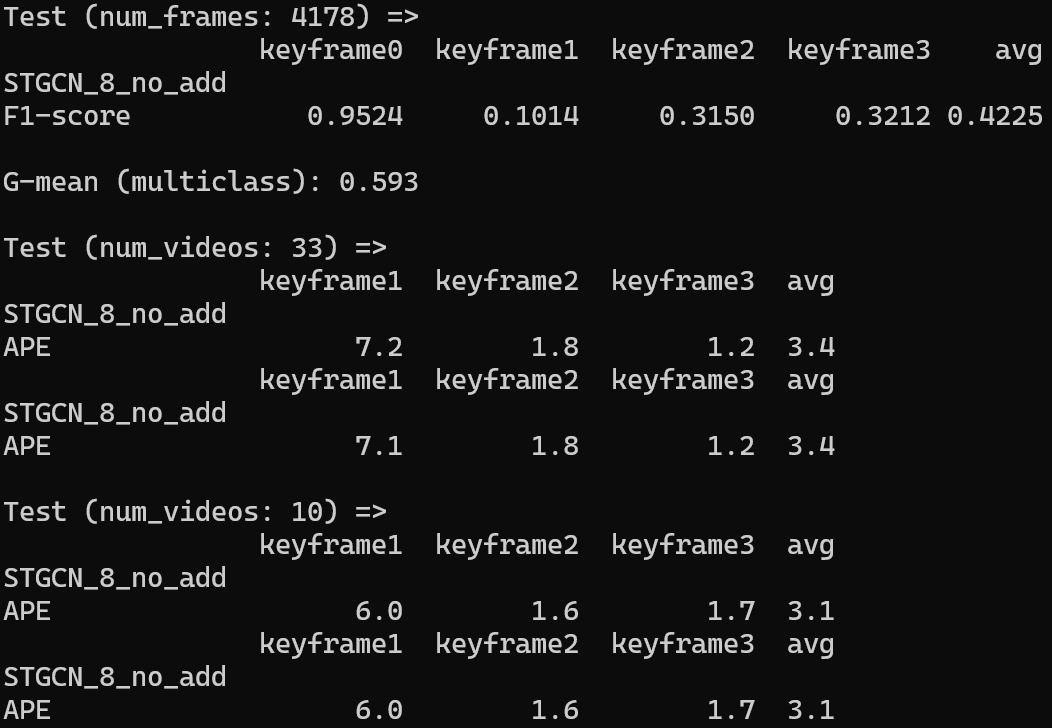 Test (num_frames: 4178) =>
                keyframe0  keyframe1  keyframe2  keyframe3    avg
STGCN_8_no_add
F1-score           0.9524     0.1014     0.3150     0.3212 0.4225

G-mean (multiclass): 0.593

Test (num_videos: 33) =>
                keyframe1  keyframe2  keyframe3  avg
STGCN_8_no_add
APE                   7.2        1.8        1.2  3.4
                keyframe1  keyframe2  keyframe3  avg
STGCN_8_no_add
APE                   7.1        1.8        1.2  3.4

Test (num_videos: 10) =>
                keyframe1  keyframe2  keyframe3  avg
STGCN_8_no_add
APE                   6.0        1.6        1.7  3.1
                keyframe1  keyframe2  keyframe3  avg
STGCN_8_no_add
APE                   6.0        1.6        1.7  3.1